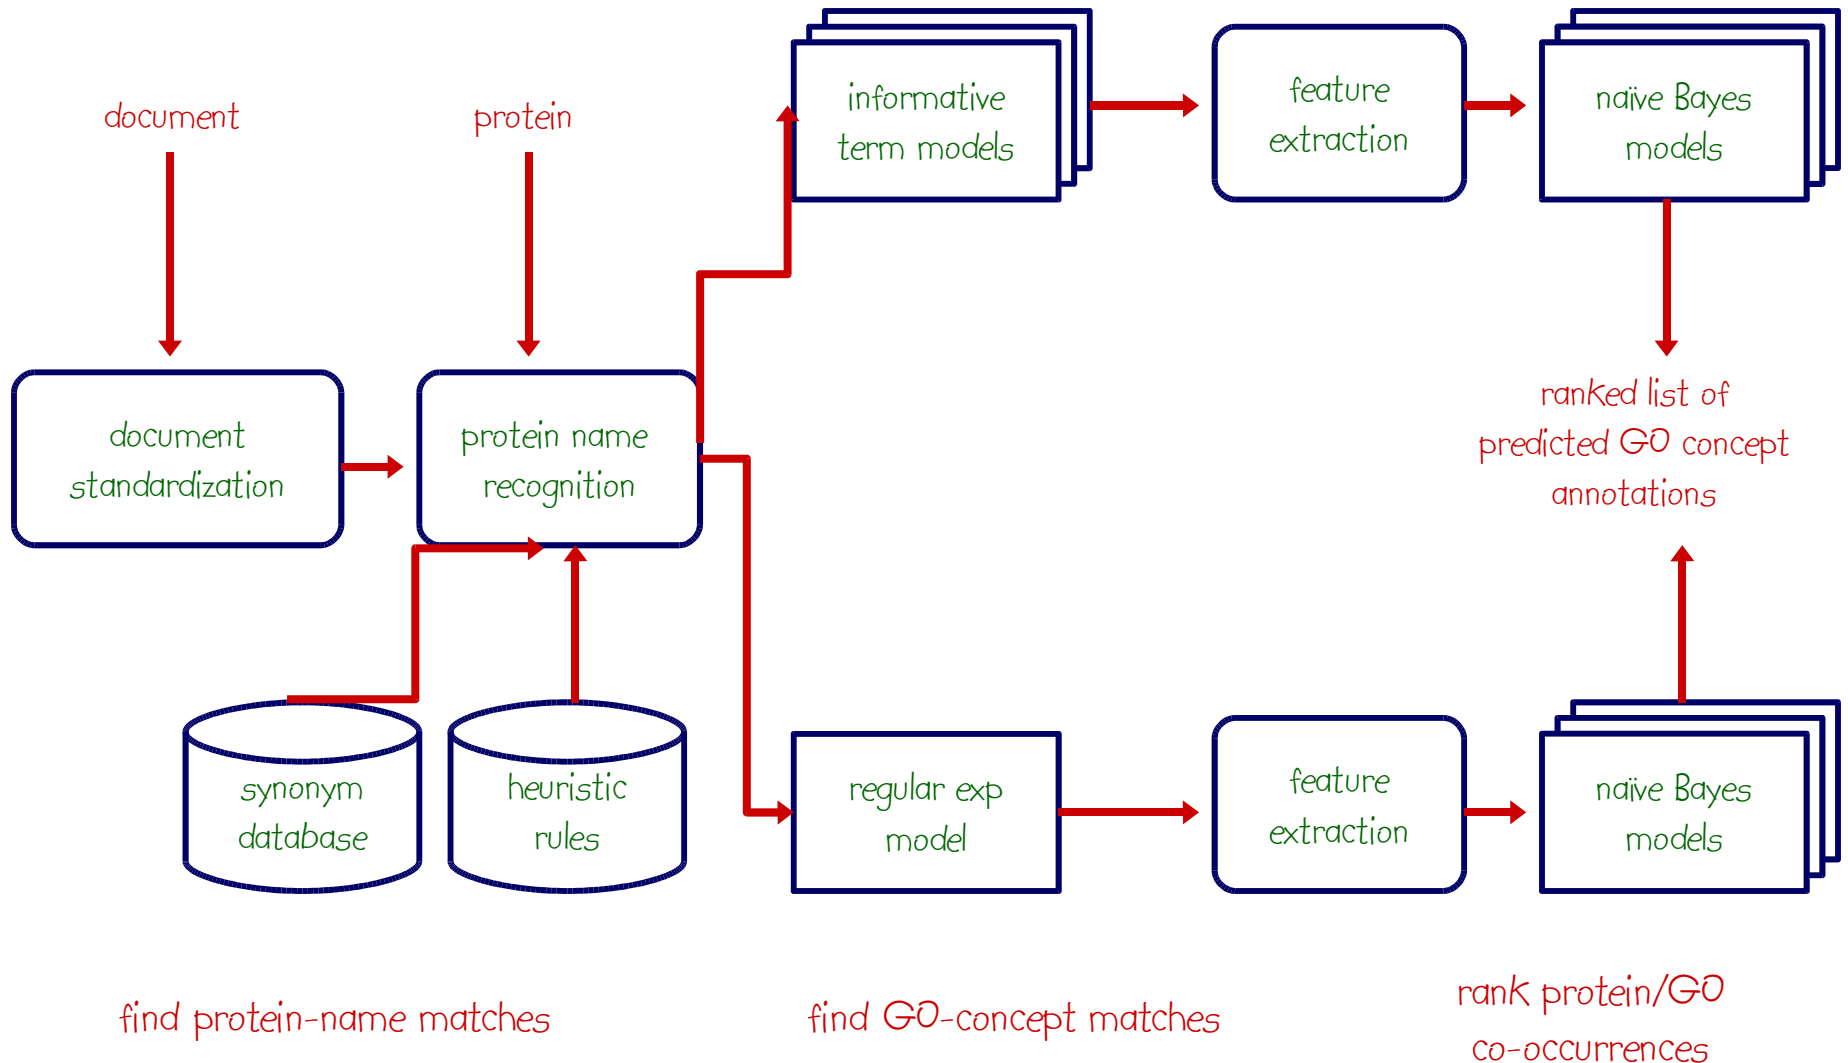 document
protein
informative
term models
feature
extraction
naïve Bayes
models
document
standardization
protein name
recognition
ranked list of
predicted GO concept
annotations
synonym
database
heuristic
rules
regular exp
model
feature
extraction
naïve Bayes
models
find protein-name matches
find GO-concept matches
rank protein/GO
co-occurrences